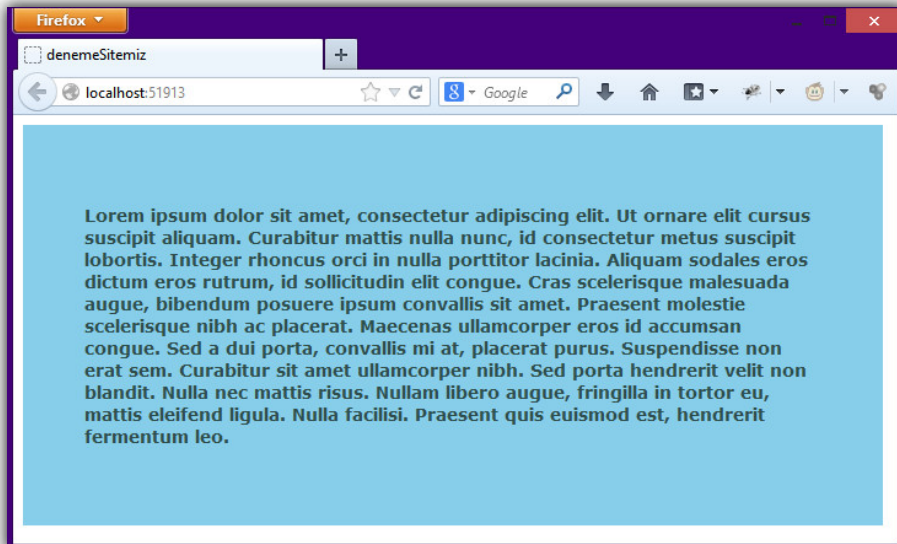 Firefox
denemeSitemiz
localhost:51913
Google
Lorem ipsum dolor sit amet, consectetur adipiscing elit. Ut ornare elit cursus
suscipit aliquam. Curabitur mattis nulla nunc, id consectetur metus suscipit
lobortis. Integer rhoncus orci in nulla porttitor lacinia. Aliquam sodales eros
dictum eros rutrum, id sollicitudin elit congue. Cras scelerisque malesuada
augue, bibendum posuere ipsum convallis sit amet. Praesent molestie
scelerisque nibh ac placerat. Maecenas ullamcorper eros id accumsan
congue. Sed a dui porta, convallis mi at, placerat purus. Suspendisse non
erat sem. Curabitur sit amet ullamcorper nibh. Sed porta hendrerit velit non
blandit. Nulla nec mattis risus. Nullam libero augue, fringilla in tortor eu,
mattis eleifend ligula. Nulla facilisi. Praesent quis euismod est, hendrerit
fermentum leo.